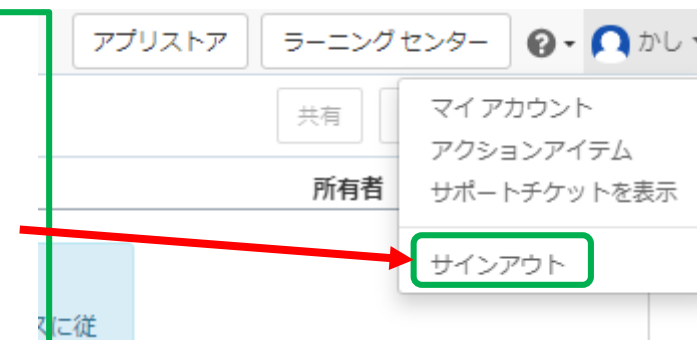 アプリストア
ラーニング センター
かし
共有
マイ アカウント
アクションアイテム
サポートチケットを表示
所有者
サインアウト
スに従